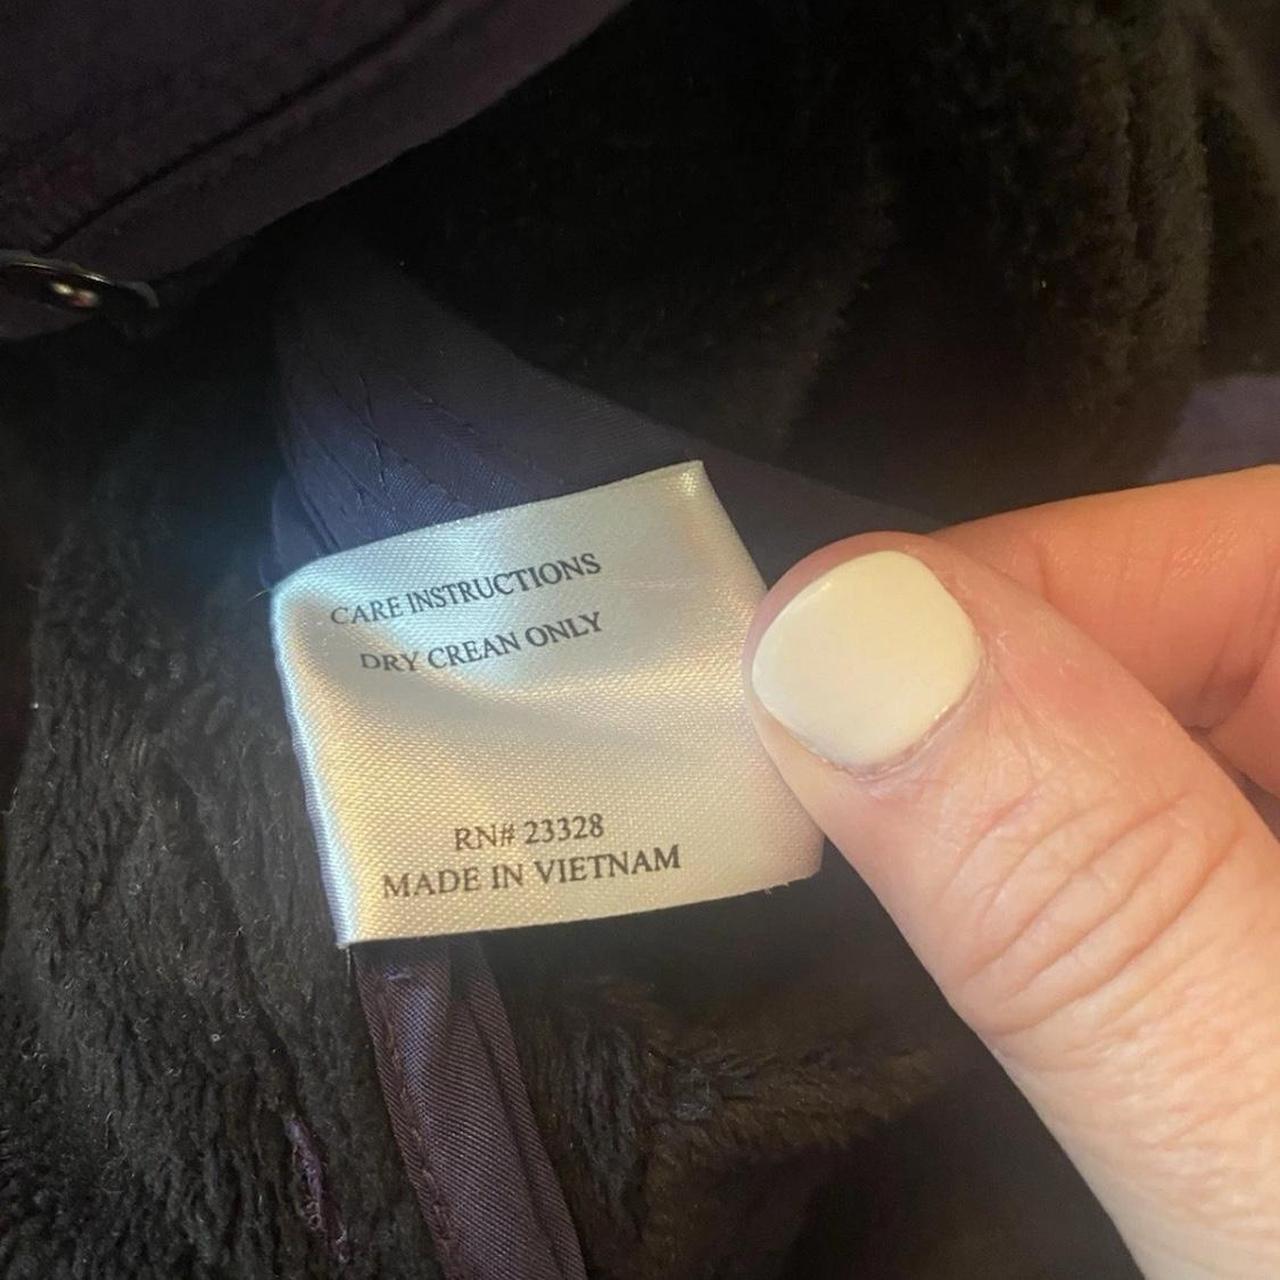 CARE INSTRUCTIONS
DRY CREAN ONLY
RN# 23328
MADE IN VIETNAM